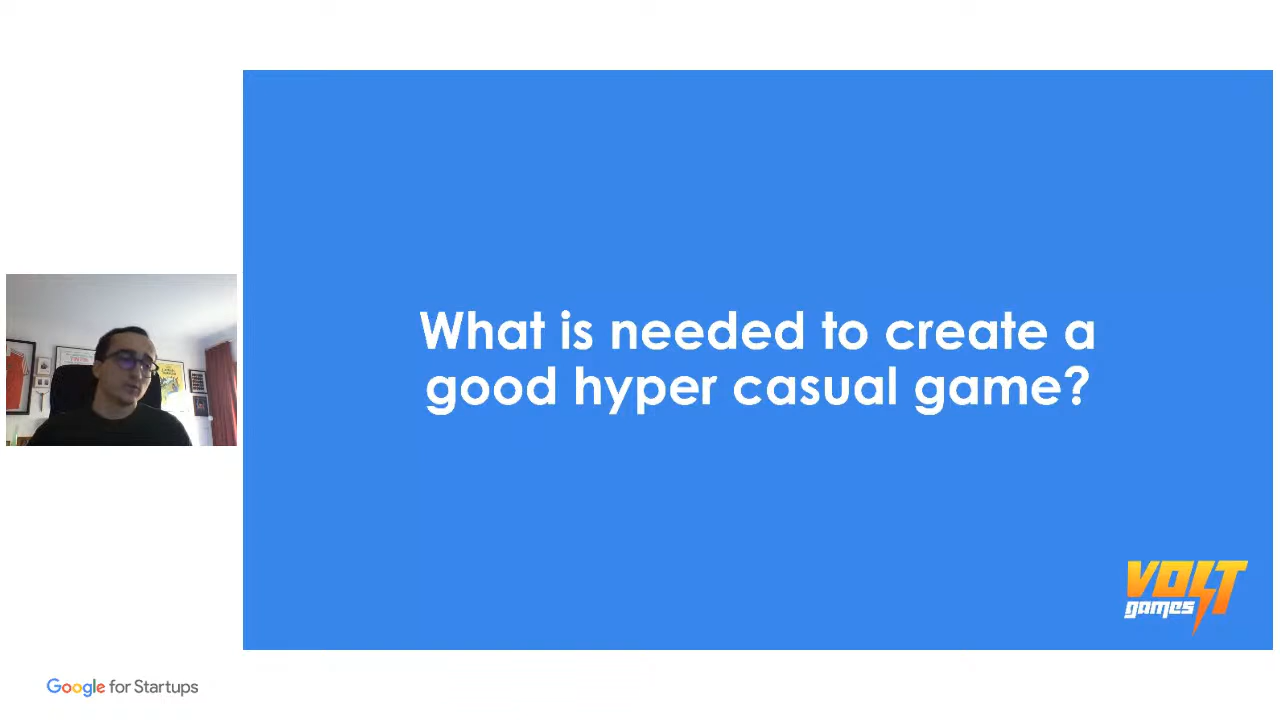 What is needed to create a
good hyper casual game?
VOLT
games
Google for Startups